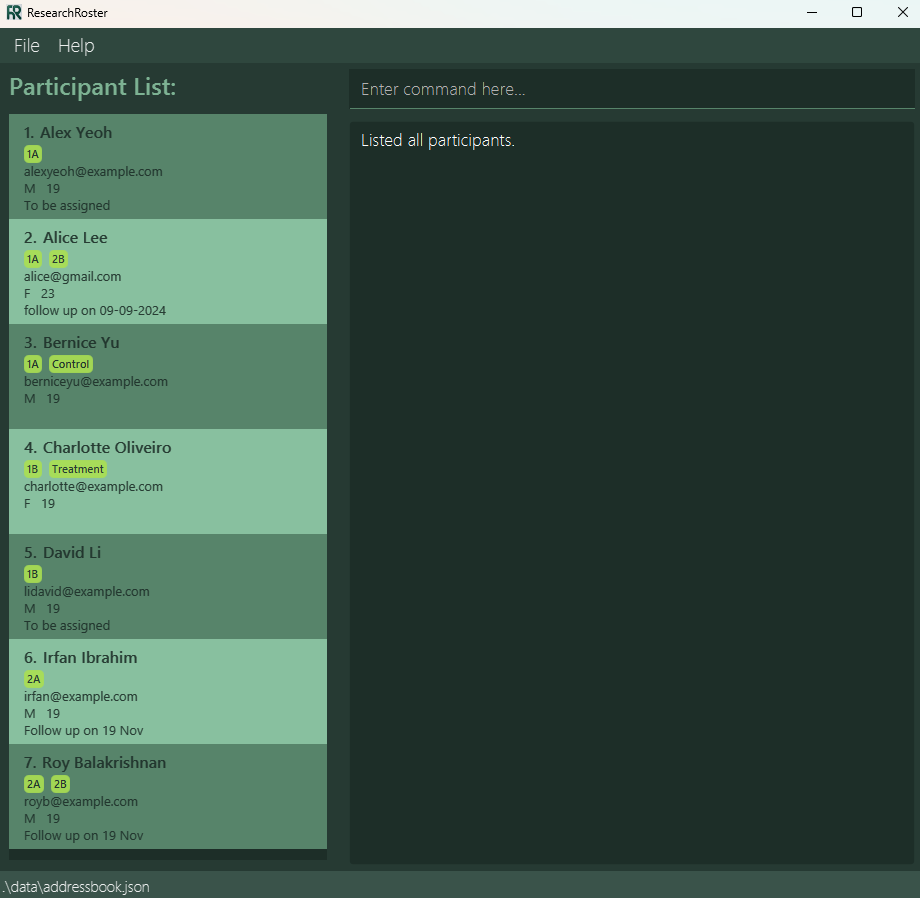 ResearchRoster
File Help
Participant List:
Enter command here...
Listed all participants.
1. Alex Yeoh
1A
alexyeoh@example.com
M 19
To be assigned
2. Alice Lee
1A 2B
alice@gmail.com
F 23
follow up on 09-09-2024
3. Bernice Yu
1A Control
berniceyu@example.com
M 19
4. Charlotte Oliveiro
1B Treatment
charlotte@example.com
F 19
5. David Li
1B
lidavid@example.com
M 19
To be assigned
6. Irfan Ibrahim
2A
irfan@example.com
M 19
Follow up on 19 Nov
7. Roy Balakrishnan
2A 2B
royb@example.com
M 19
Follow up on 19 Nov
.\data\addressbook.json